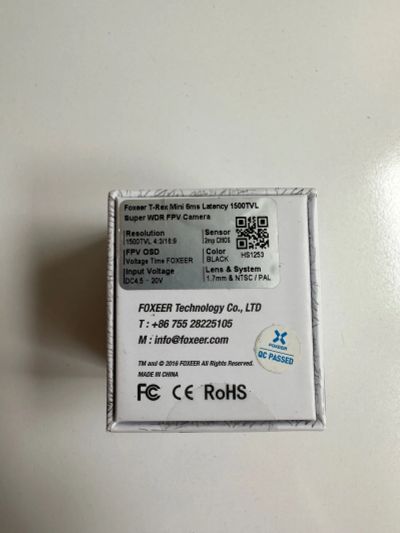 Foxeer T-Rex Mini 6ms Latency 1500TVL
Super WDR FPV Camera
Resolution
1500TVL 4:3/16:9
Sensor
2mp CMOS
FPV OSD
Voltage Time FOXEER
Color
BLACK
HS1253
Input Voltage
DC4.5 - 20V
Lens & System
1.7mm & NTSC / PAL
FOXEER Technology Co., LTD
T : +86 755 28225105
M : info@foxeer.com
FOXEER
QC PASSED
TM and © 2016 FOXEER All Rights Reserved.
MADE IN CHINA
FC CE RoHS